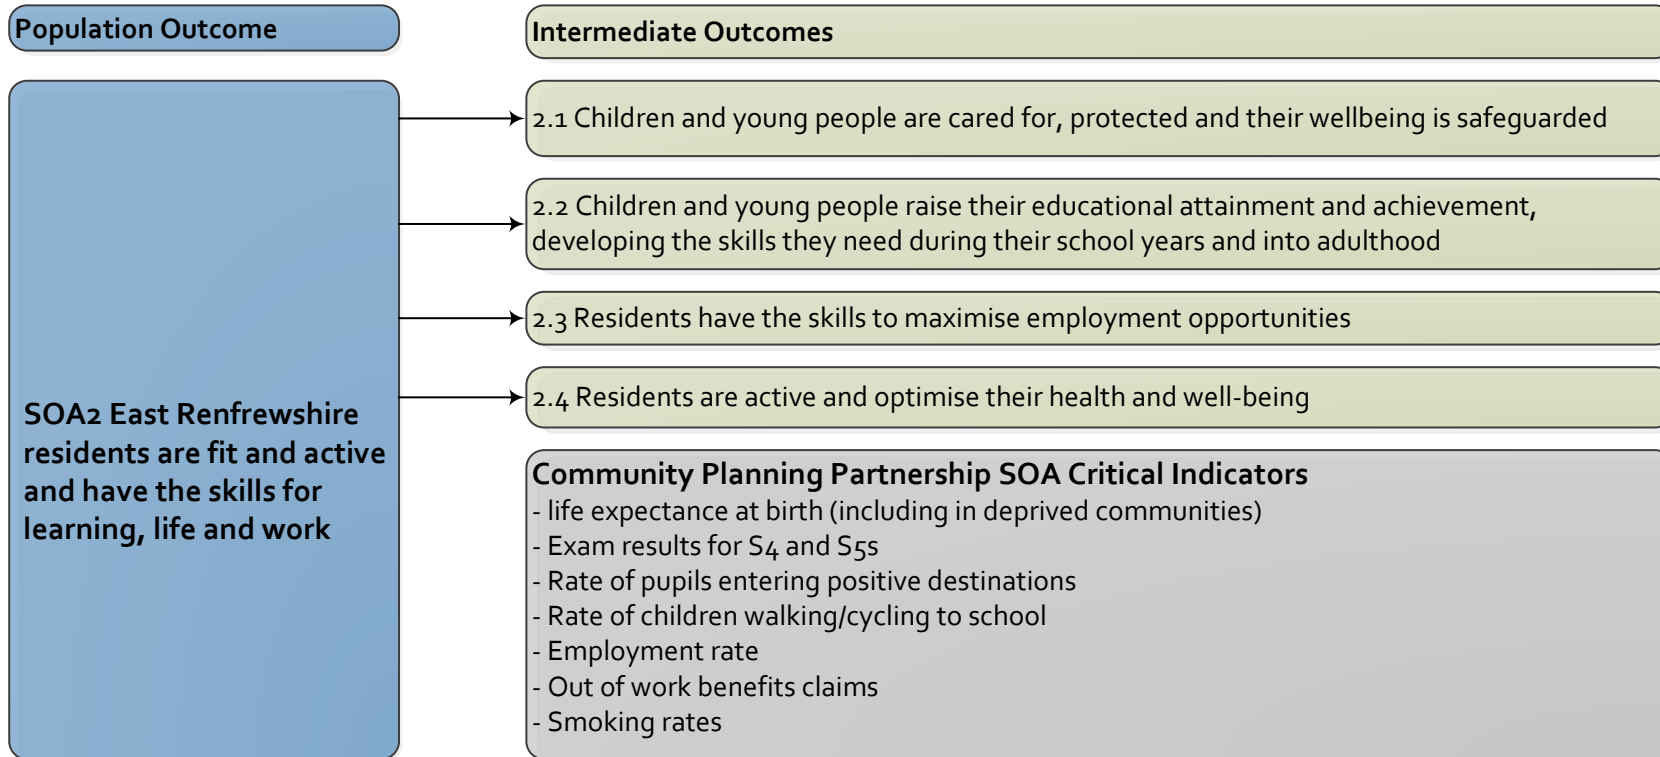 Population Outcome
Intermediate Outcomes
SOA2 East Renfrewshire
residents are fit and active
and have the skills for
learning, life and work
2.1 Children and young people are cared for, protected and their wellbeing is safeguarded
2.2 Children and young people raise their educational attainment and achievement,
developing the skills they need during their school years and into adulthood
2.3 Residents have the skills to maximise employment opportunities
2.4 Residents are active and optimise their health and well-being
Community Planning Partnership SOA Critical Indicators
- life expectance at birth (including in deprived communities)
- Exam results for S4 and S5s
- Rate of pupils entering positive destinations
- Rate of children walking/cycling to school
- Employment rate
- Out of work benefits claims
- Smoking rates